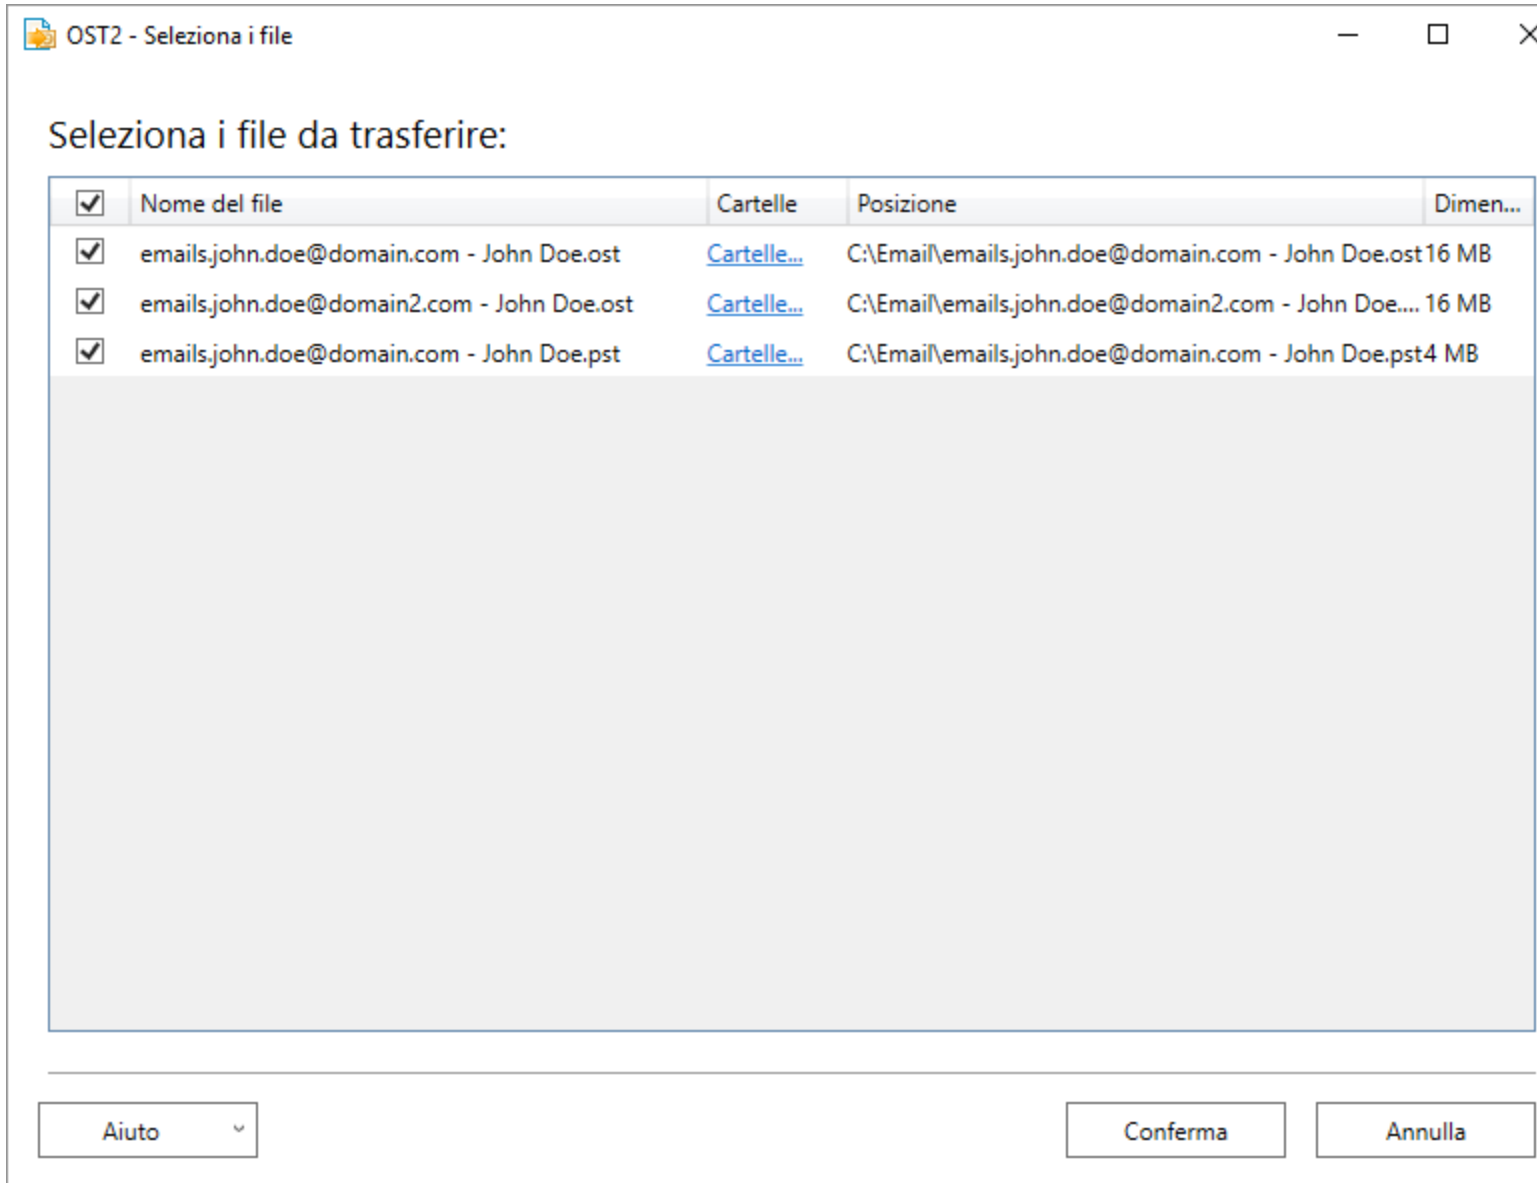 OST2 - Seleziona i file
Seleziona i file da trasferire:
Nome del file Cartelle Posizione Dimen...
emails.john.doe@domain.com - John Doe.ost Cartelle... C:\Email\emails.john.doe@domain.com - John Doe.ost 16 MB
emails.john.doe@domain2.com - John Doe.ost Cartelle... C:\Email\emails.john.doe@domain2.com - John Doe.... 16 MB
emails.john.doe@domain.com - John Doe.pst Cartelle... C:\Email\emails.john.doe@domain.com - John Doe.pst 4 MB
Aiuto Conferma Annulla